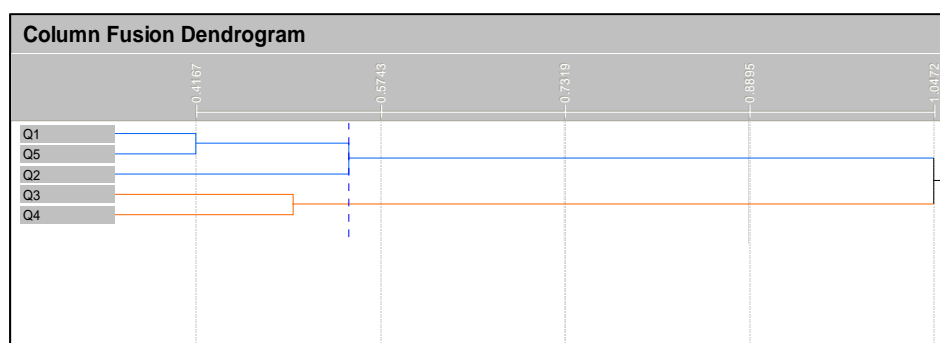 Column Fusion Dendrogram
0.4167
0.5743
0.7319
0.8895
1.0472
Q1
Q5
Q2
Q3
Q4